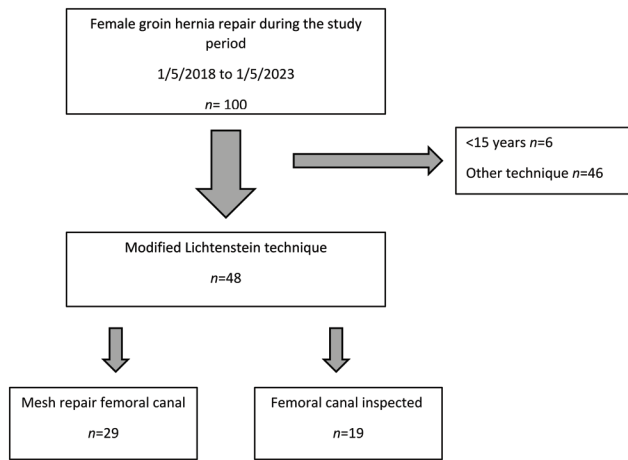 Female groin hernia repair during the study
period
1/5/2018 to 1/5/2023
n= 100
<15 years n=6
Other technique n=46
Modified Lichtenstein technique
n=48
Mesh repair femoral canal
n=29
Femoral canal inspected
n=19